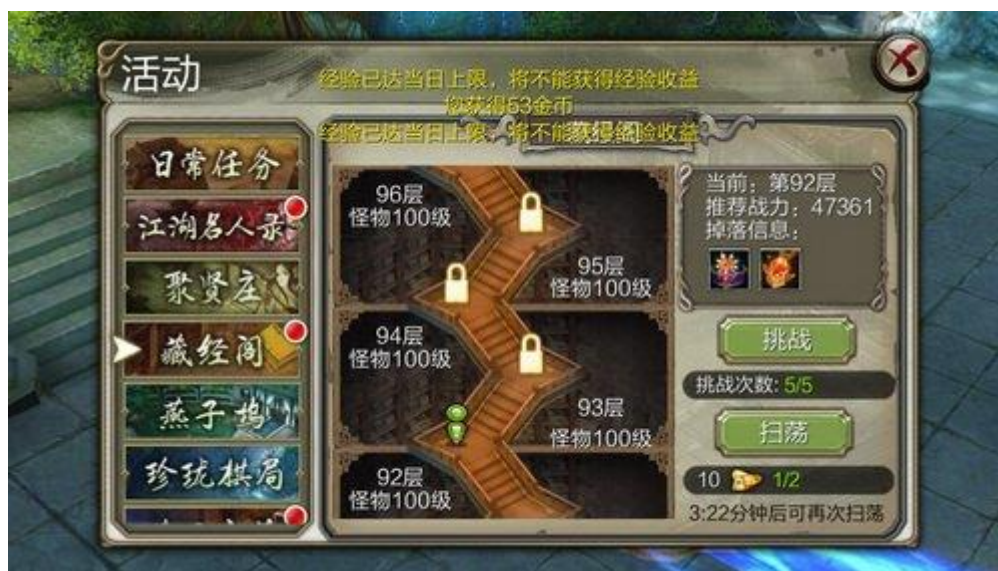 活动
经验已达当日上限，将不能获得经验收益
您获得53金币
经验已达当日上限，将不能获得经验收益
藏经阁
日常任务
江湖名人录
聚贤庄
藏经阁
燕子坞
珍珑棋局
96层
怪物100级
95层
怪物100级
94层
怪物100级
93层
怪物100级
92层
怪物100级
当前：第92层
推荐战力：47361
掉落信息：
挑战
挑战次数: 5/5
扫荡
10 1/2
3:22分钟后可再次扫荡